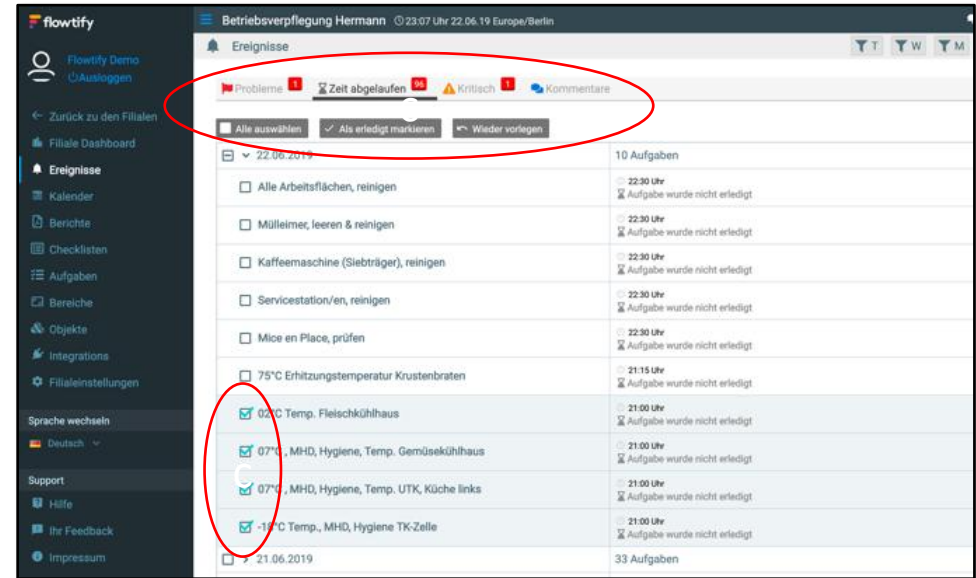 flowtify
Betriebsverpflegung Hermann 23:07 Uhr 22.06.19 Europe/Berlin
Flowtify Demo
Ausloggen
Ereignisse
T W M
Probleme 1 Zeit abgelaufen 96 Kritisch 1 Kommentare
Alle auswählen Als erledigt markieren Wieder vorlegen
Zurück zu den Filialen
Filiale Dashboard
Ereignisse
Kalender
Berichte
Checklisten
Aufgaben
Bereiche
Objekte
Integrations
Filialeinstellungen
Sprache wechseln
Deutsch
Support
Hilfe
Ihr Feedback
Impressum
22.06.2019 10 Aufgaben
Alle Arbeitsflächen, reinigen
22:30 Uhr
Aufgabe wurde nicht erledigt
Mülleimer, leeren & reinigen
22:30 Uhr
Aufgabe wurde nicht erledigt
Kaffeemaschine (Siebträger), reinigen
22:30 Uhr
Aufgabe wurde nicht erledigt
Servicestation/en, reinigen
22:30 Uhr
Aufgabe wurde nicht erledigt
Mice en Place, prüfen
22:30 Uhr
Aufgabe wurde nicht erledigt
75°C Erhitzungstemperatur Krustenbraten
21:15 Uhr
Aufgabe wurde nicht erledigt
02°C Temp. Fleischkühlhaus
21:00 Uhr
Aufgabe wurde nicht erledigt
07°C , MHD, Hygiene, Temp. Gemüsekühlhaus
21:00 Uhr
Aufgabe wurde nicht erledigt
07°C , MHD, Hygiene, Temp. UTK, Küche links
21:00 Uhr
Aufgabe wurde nicht erledigt
-18°C Temp., MHD, Hygiene TK-Zelle
21:00 Uhr
Aufgabe wurde nicht erledigt
21.06.2019 33 Aufgaben